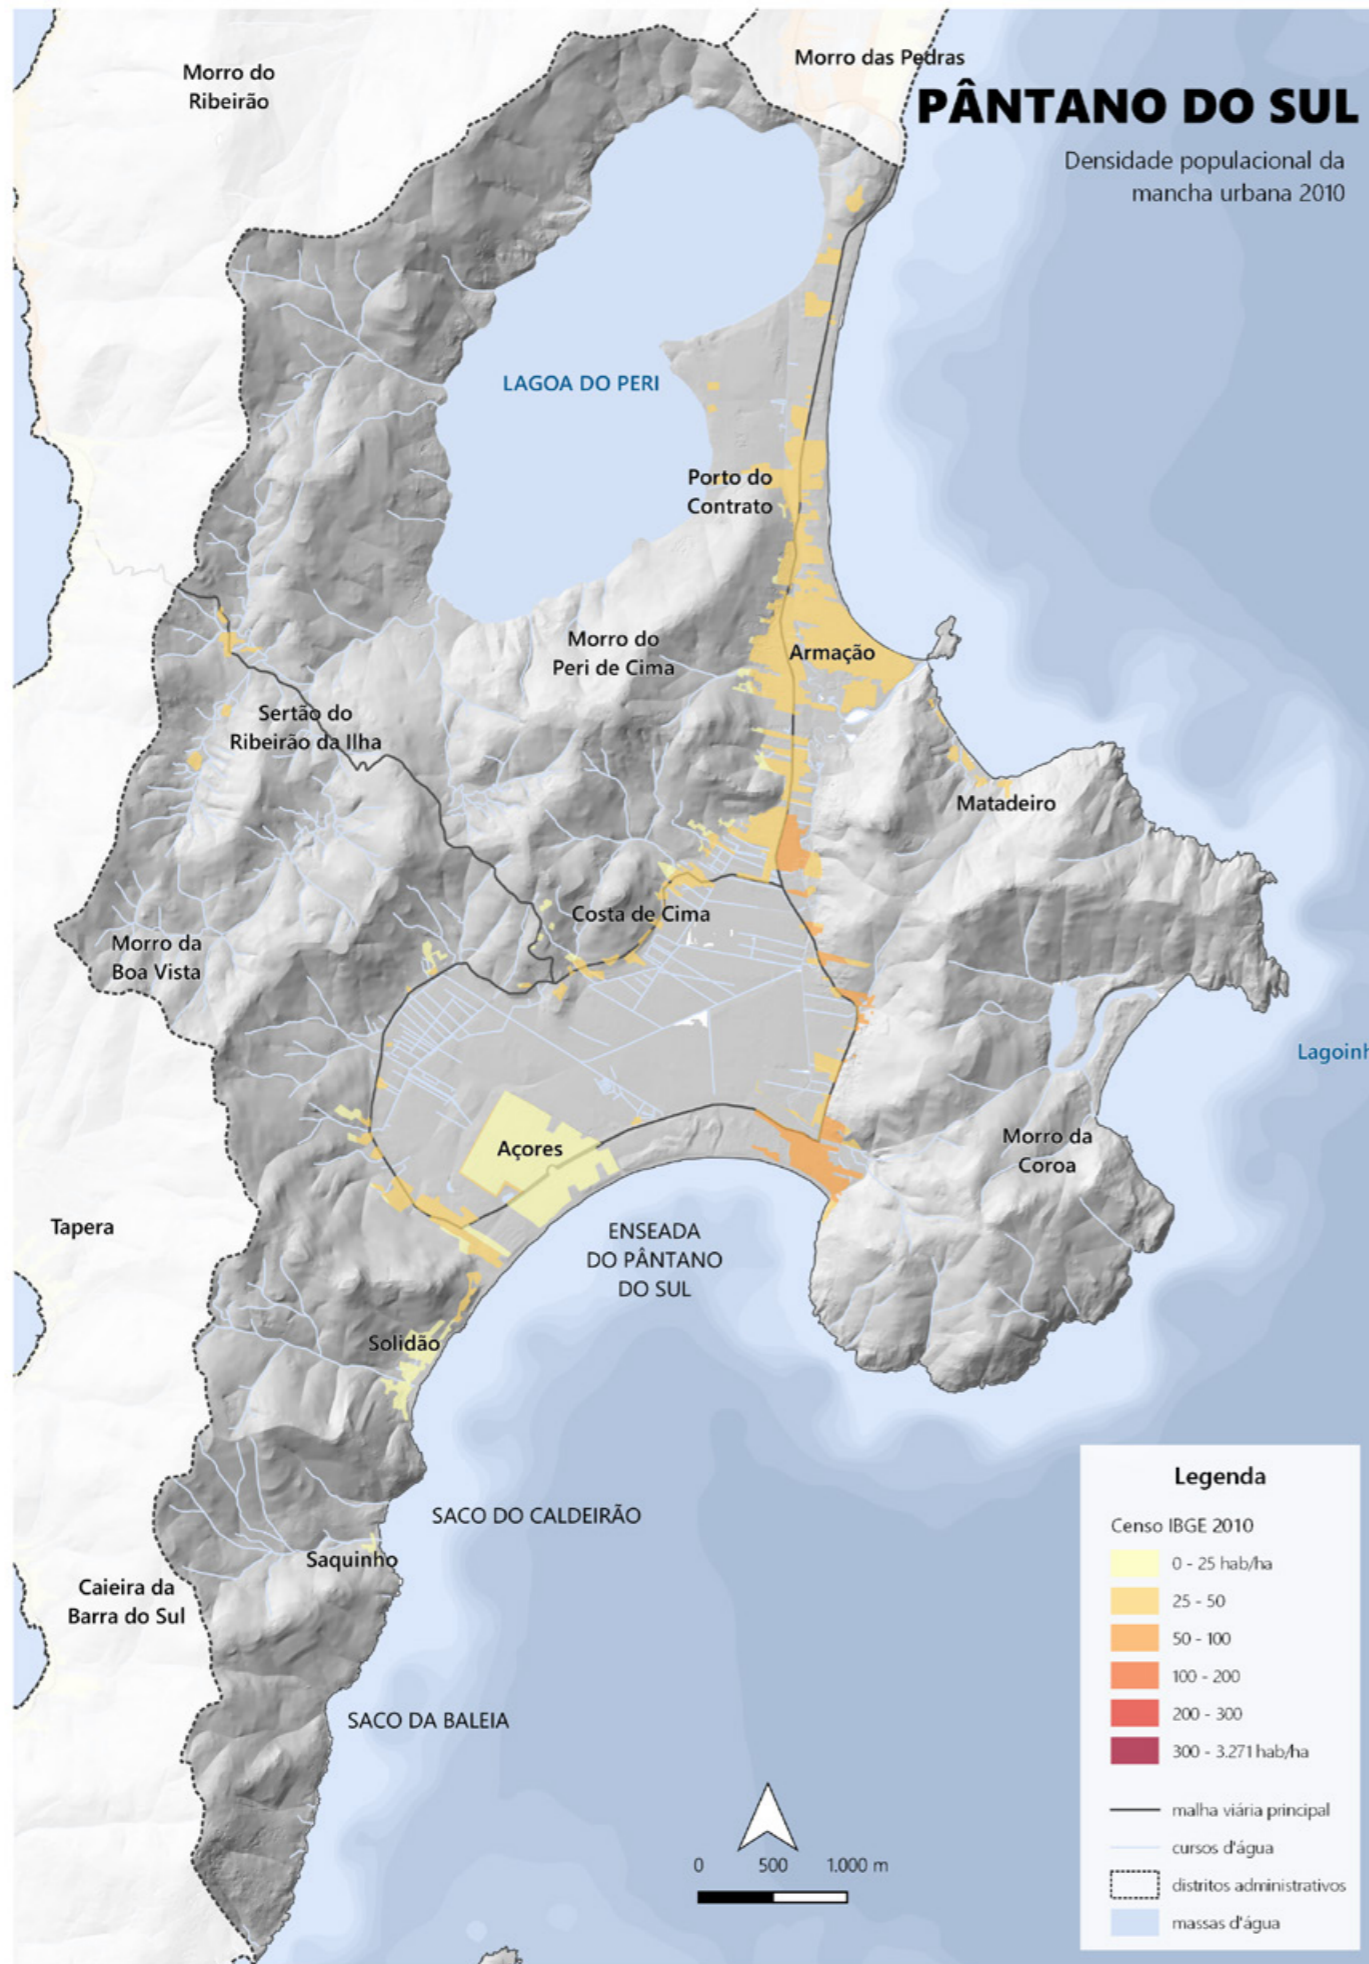 Morro das Pedras
Morro do
Ribeirão
PÂNTANO DO SUL
Densidade populacional da
mancha urbana 2010
LAGOA DO PERI
Porto do
Contrato
Morro do
Peri de Cima
Armação
Sertão do
Ribeirão da Ilha
Matadeiro
Costa de Cima
Morro da
Boa Vista
Lagoinh
Açores
Morro da
Coroa
Tapera
ENSEADA
DO PÂNTANO
DO SUL
Solidão
SACO DO CALDEIRÃO
Saquinho
Caieira da
Barra do Sul
SACO DA BALEIA
0 500 1.000 m
Legenda
Censo IBGE 2010
0 - 25 hab/ha
25 - 50
50 - 100
100 - 200
200 - 300
300 - 3.271 hab/ha
malha viária principal
cursos d'água
distritos administrativos
massas d'água